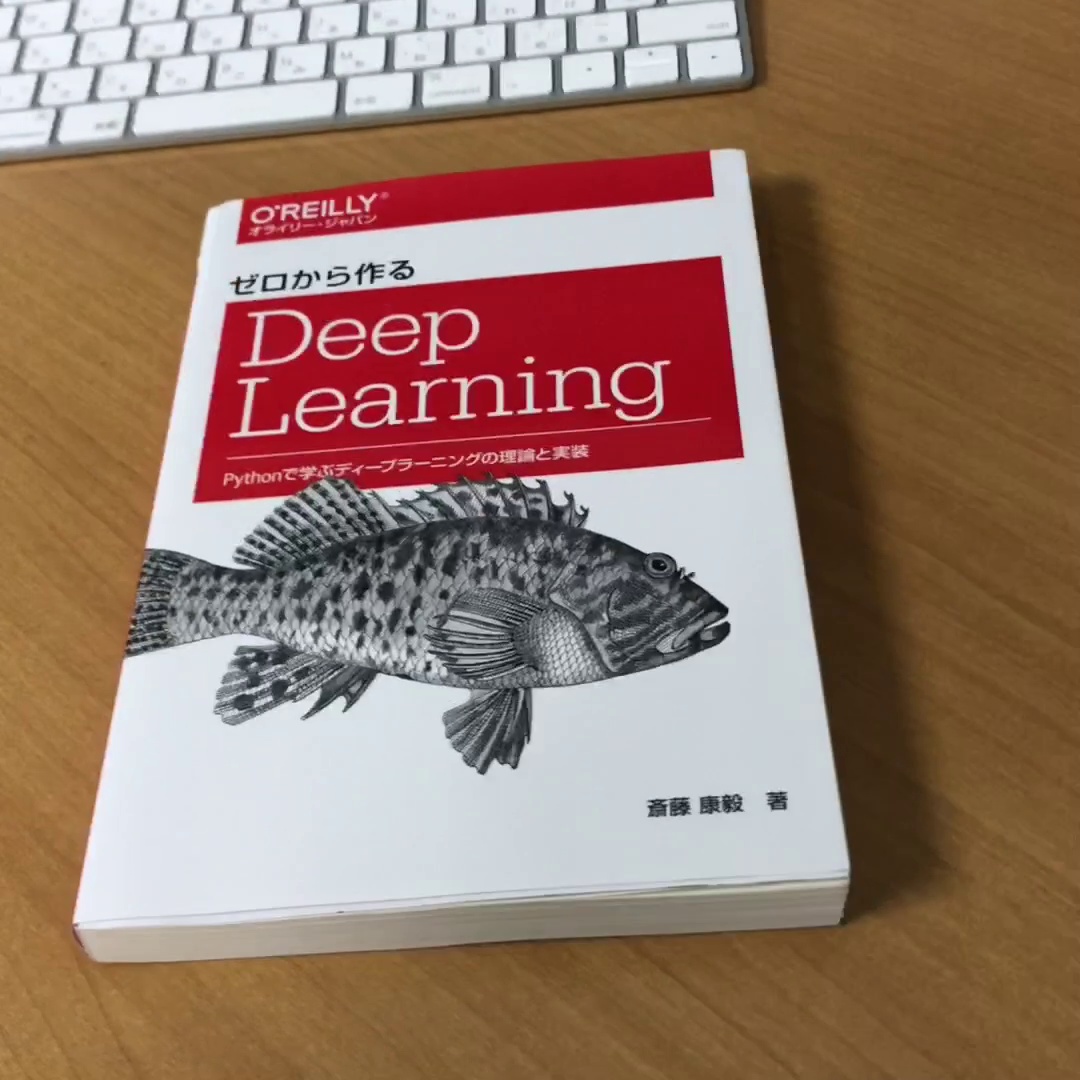 O'REILLY®
オライリー・ジャパン
ゼロから作る
Deep
Learning
Pythonで学ぶディープラーニングの理論と実装
斎藤 康毅 著